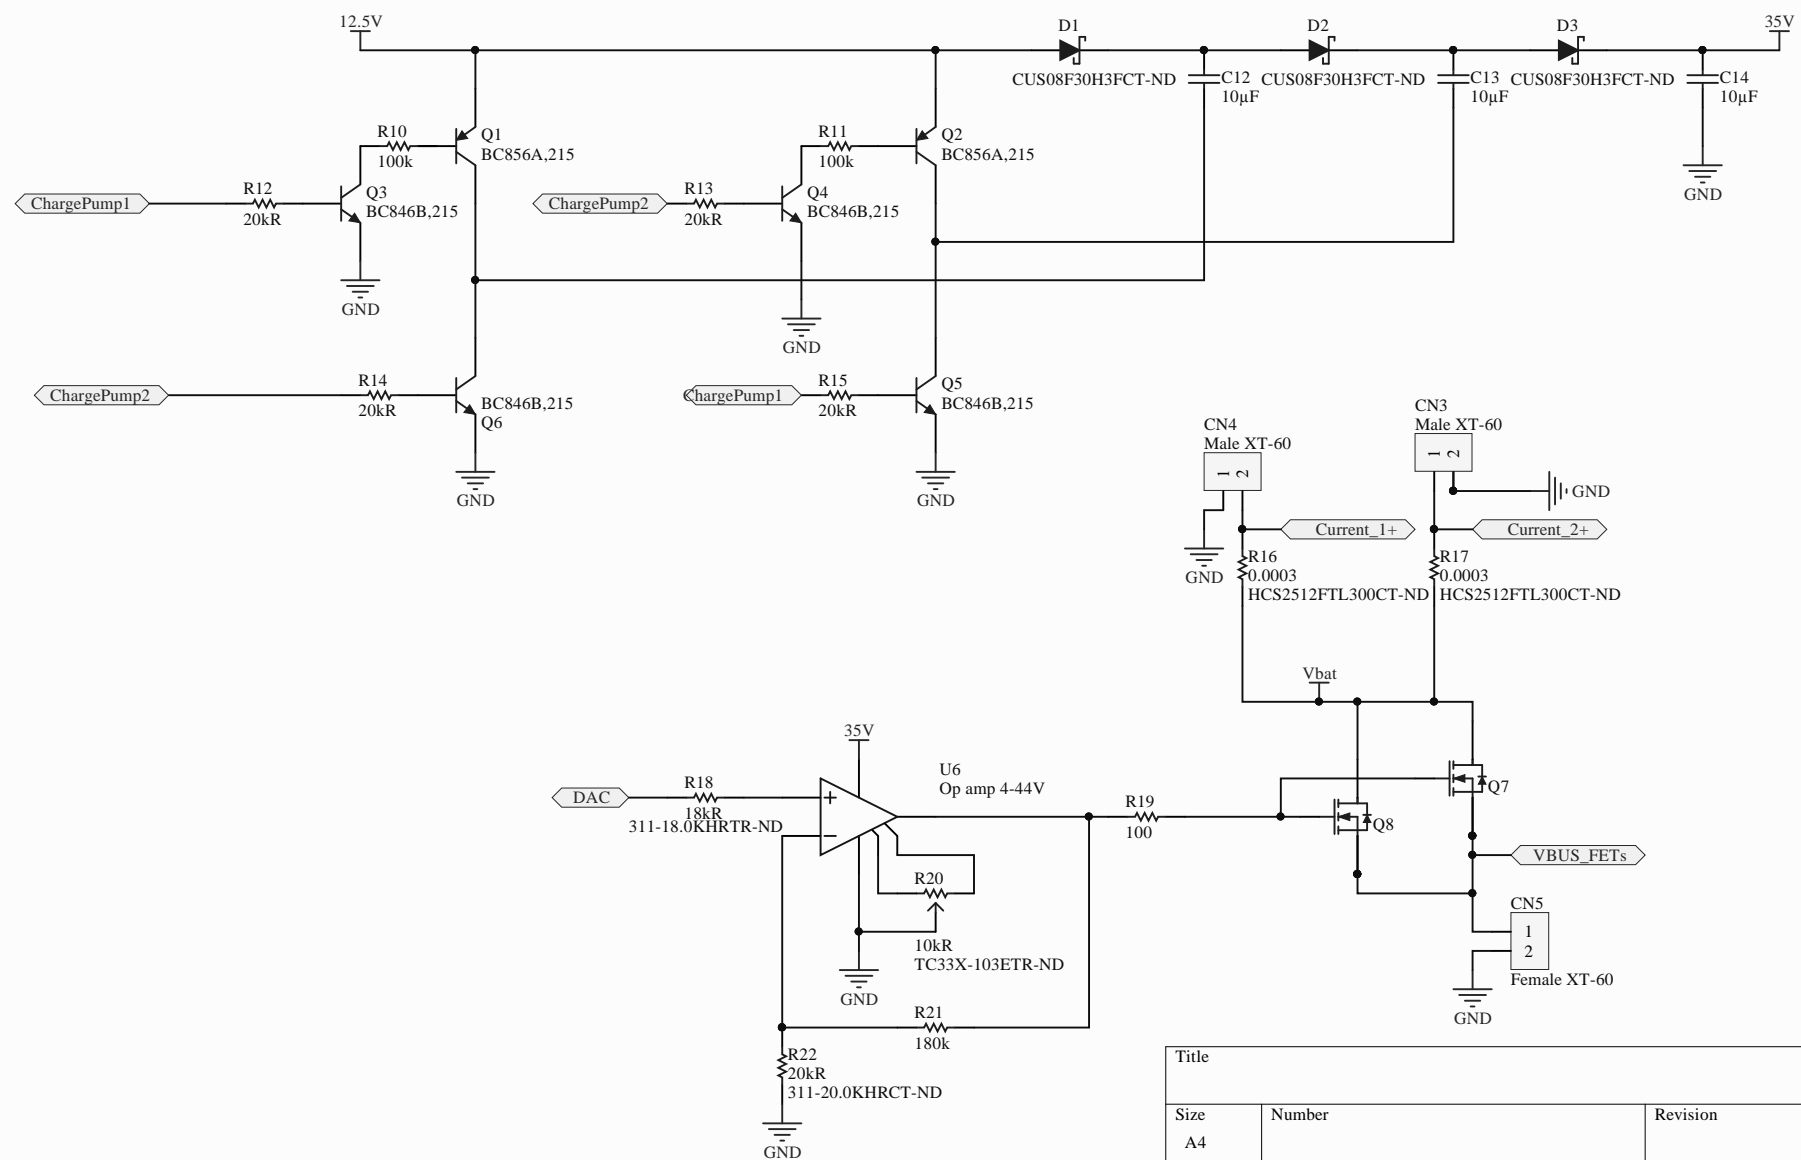 12.5V
D1
D2
D3
35V
CUS08F30H3FCT-ND
C12
10µF
CUS08F30H3FCT-ND
C13
10µF
CUS08F30H3FCT-ND
C14
10µF
R10
100k
Q1
BC856A,215
R11
100k
Q2
BC856A,215
GND
ChargePump1
R12
20kR
Q3
BC846B,215
ChargePump2
R13
20kR
Q4
BC846B,215
GND
GND
ChargePump2
R14
20kR
BC846B,215
Q6
ChargePump1
R15
20kR
Q5
BC846B,215
GND
GND
CN4
Male XT-60
1
2
CN3
Male XT-60
1
2
GND
Current_1+
Current_2+
GND
R16
0.0003
HCS2512FTL300CT-ND
R17
0.0003
HCS2512FTL300CT-ND
Vbat
35V
U6
Op amp 4-44V
DAC
R18
18kR
311-18.0KHRTR-ND
R19
100
Q7
Q8
VBUS_FETs
R20
10kR
TC33X-103ETR-ND
GND
CN5
1
2
Female XT-60
GND
R21
180k
R22
20kR
311-20.0KHRCT-ND
GND
Title
Size
A4
Number
Revision